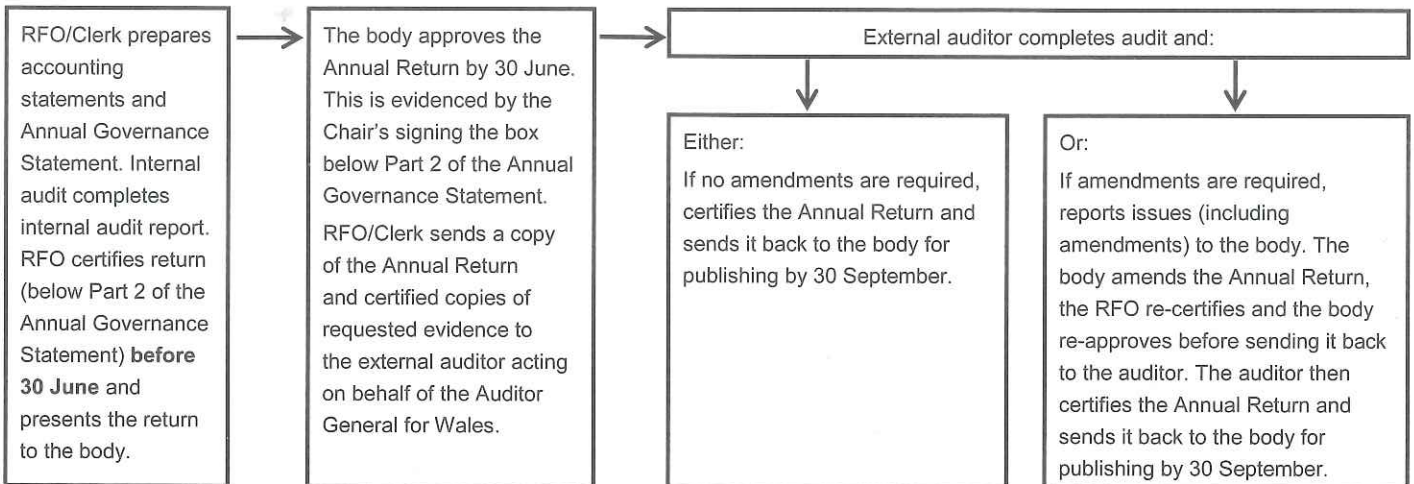 RFO/Clerk prepares
accounting
statements and
Annual Governance
Statement. Internal
audit completes
internal audit report.
RFO certifies return
(below Part 2 of the
Annual Governance
Statement) before
30 June and
presents the return
to the body.
The body approves the
Annual Return by 30 June.
This is evidenced by the
Chair's signing the box
below Part 2 of the Annual
Governance Statement.
RFO/Clerk sends a copy
of the Annual Return
and certified copies of
requested evidence to
the external auditor acting
on behalf of the Auditor
General for Wales.
External auditor completes audit and:
Either:
If no amendments are required,
certifies the Annual Return and
sends it back to the body for
publishing by 30 September.
Or:
If amendments are required,
reports issues (including
amendments) to the body. The
body amends the Annual Return,
the RFO re-certifies and the body
re-approves before sending it back
to the auditor. The auditor then
certifies the Annual Return and
sends it back to the body for
publishing by 30 September.